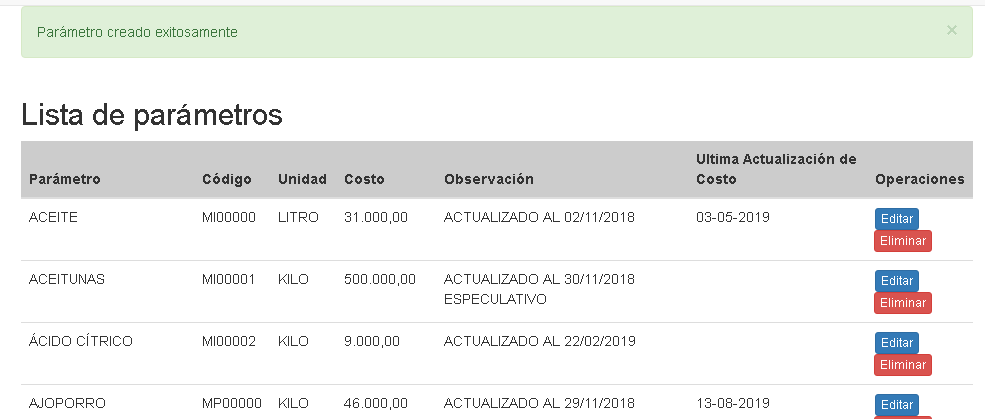 Parámetro creado exitosamente ×
Lista de parámetros
Ultima Actualización de
Parámetro Código Unidad Costo Observación Costo Operaciones
ACEITE MI00000 LITRO 31.000,00 ACTUALIZADO AL 02/11/2018 03-05-2019 Editar
Eliminar
ACEITUNAS MI00001 KILO 500.000,00 ACTUALIZADO AL 30/11/2018 Editar
ESPECULATIVO Eliminar
ÁCIDO CÍTRICO MI00002 KILO 9.000,00 ACTUALIZADO AL 22/02/2019 Editar
Eliminar
AJOPORRO MP00000 KILO 46.000,00 ACTUALIZADO AL 29/11/2018 13-08-2019 Editar